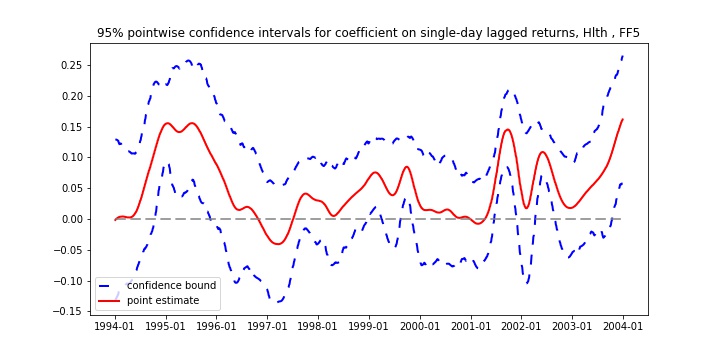 95% pointwise confidence intervals for coefficient on single-day lagged returns, Hlth , FF5
0.25
0.20
0.15
0.10
0.05
0.00
−0.05
−0.10
−0.15
confidence bound
point estimate
1994-01 1995-01 1996-01 1997-01 1998-01 1999-01 2000-01 2001-01 2002-01 2003-01 2004-01